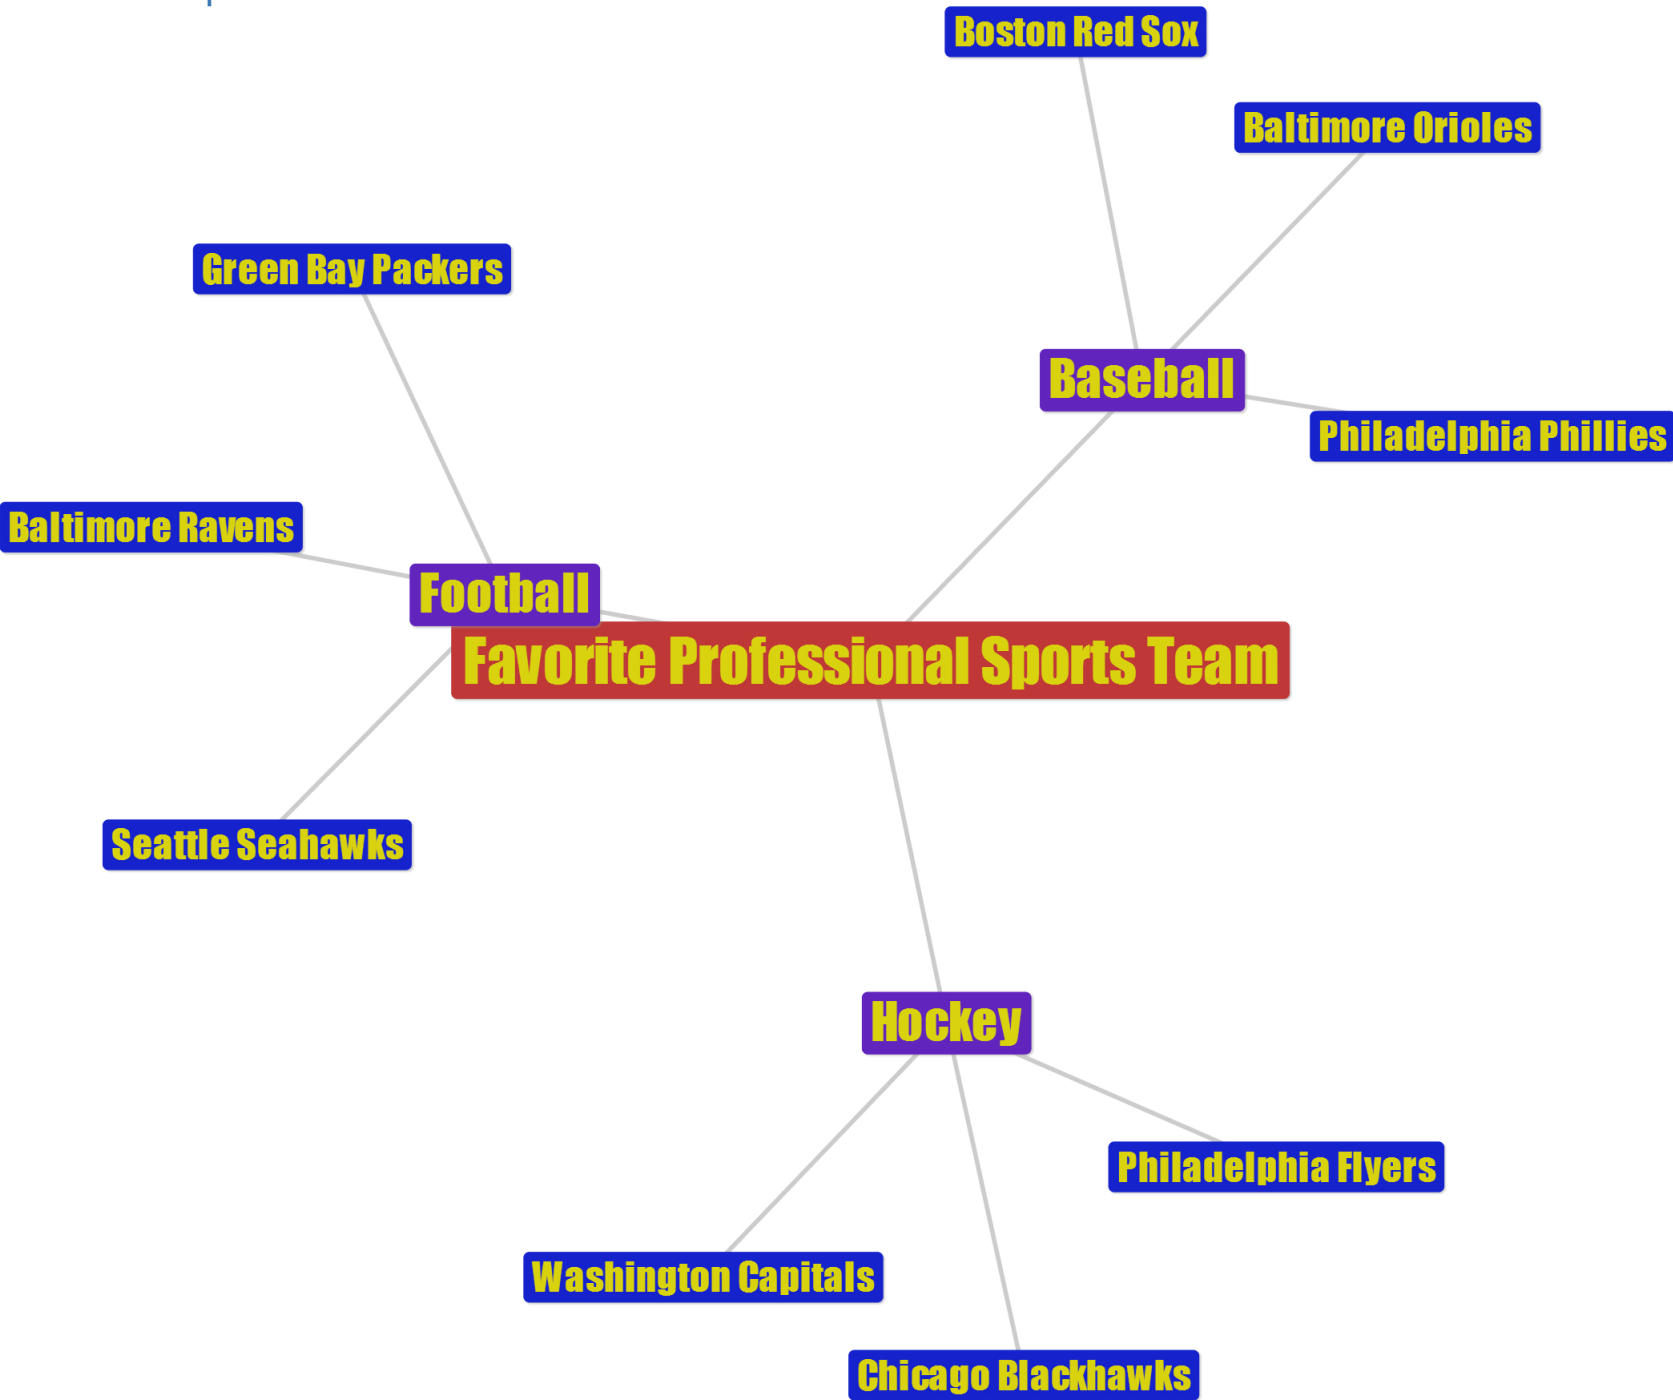 Boston Red Sox
Baltimore Orioles
Green Bay Packers
Baseball
Philadelphia Phillies
Baltimore Ravens
Football
Favorite Professional Sports Team
Seattle Seahawks
Hockey
Philadelphia Flyers
Washington Capitals
Chicago Blackhawks